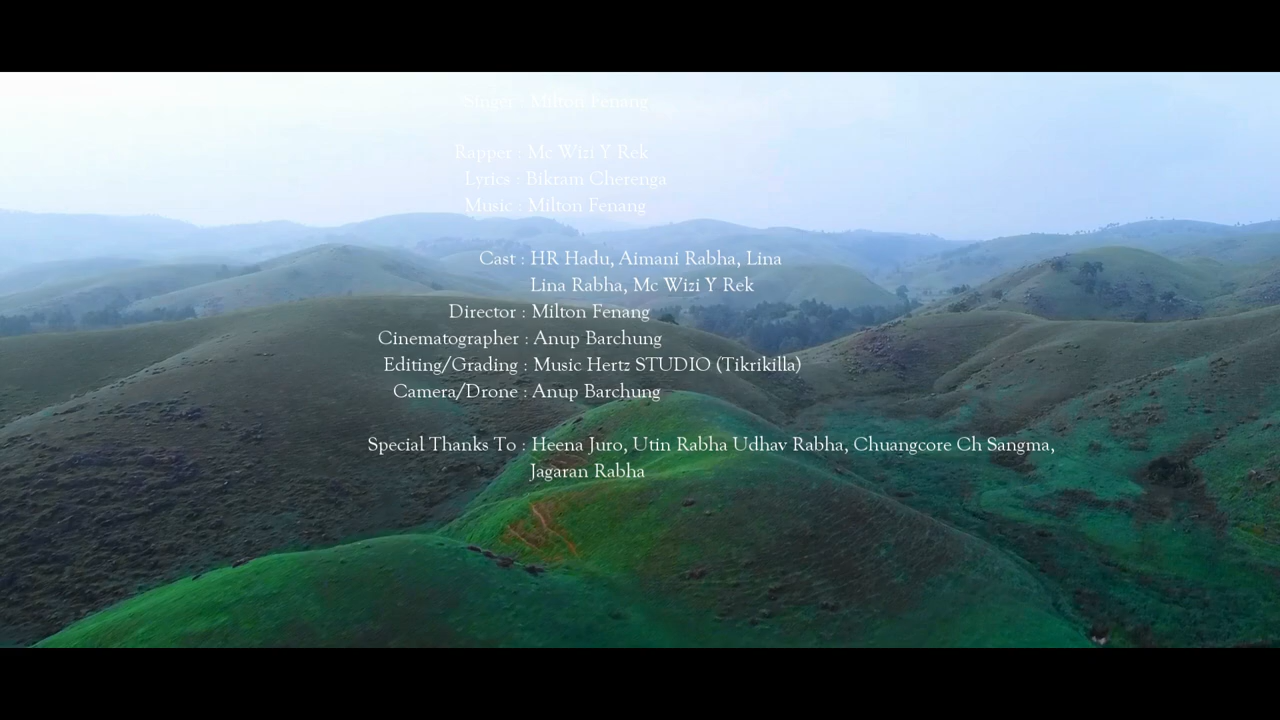 Singer : Milton Fenang
Rapper : Mc Wizi Y Rek
Lyrics : Bikram Cherenga
Music : Milton Fenang
Cast : HR Hadu, Aimani Rabha, Lina
Lina Rabha, Mc Wizi Y Rek
Director : Milton Fenang
Cinematographer : Anup Barchung
Editing/Grading : Music Hertz STUDIO (Tikrikilla)
Camera/Drone : Anup Barchung
Special Thanks To : Heena Juro, Utin Rabha Udhav Rabha, Chuangcore Ch Sangma,
Jagaran Rabha